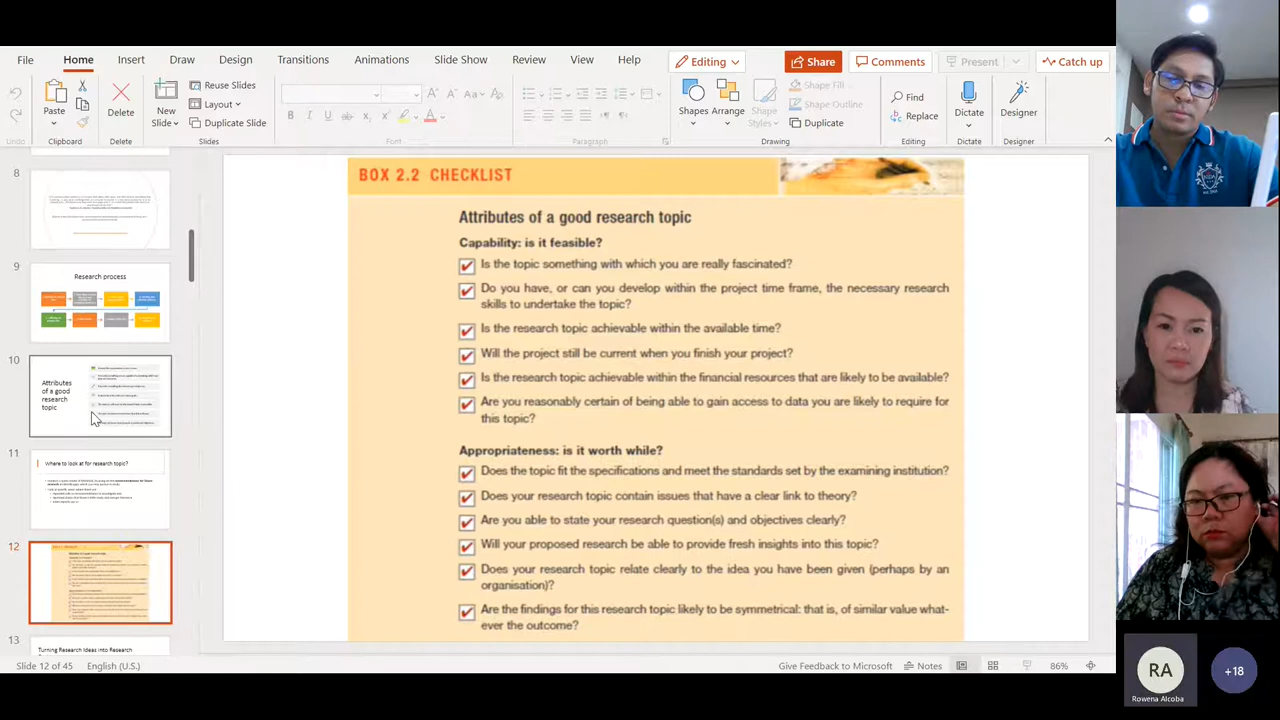 File Home Insert Draw Design Transitions Animations Slide Show Review View Help Editing Share Comments Present Catch up
Paste Delete New Slide Reuse Slides Layout Duplicate Slide
Aa
B I U
Shapes Arrange Shape Styles Shape Fill Shape Outline Duplicate
Find Replace Dictate Designer
Undo Clipboard Delete Slides Font Paragraph Drawing Editing Dictate Designer
8
9
Research process
10
Attributes
of a good
research
topic
11
Where to look at for research topic?
12
13
Turning Research Ideas into Research
BOX 2.2 CHECKLIST
Attributes of a good research topic
Capability: is it feasible?
Is the topic something with which you are really fascinated?
Do you have, or can you develop within the project time frame, the necessary research
skills to undertake the topic?
Is the research topic achievable within the available time?
Will the project still be current when you finish your project?
Is the research topic achievable within the financial resources that are likely to be available?
Are you reasonably certain of being able to gain access to data you are likely to require for
this topic?
Appropriateness: is it worth while?
Does the topic fit the specifications and meet the standards set by the examining institution?
Does your research topic contain issues that have a clear link to theory?
Are you able to state your research question(s) and objectives clearly?
Will your proposed research be able to provide fresh insights into this topic?
Does your research topic relate clearly to the idea you have been given (perhaps by an
organisation)?
Are the findings for this research topic likely to be symmetrical: that is, of similar value what-
ever the outcome?
Slide 12 of 45 English (U.S.) Give Feedback to Microsoft Notes 86%
RA
Rowena Alcoba
+18